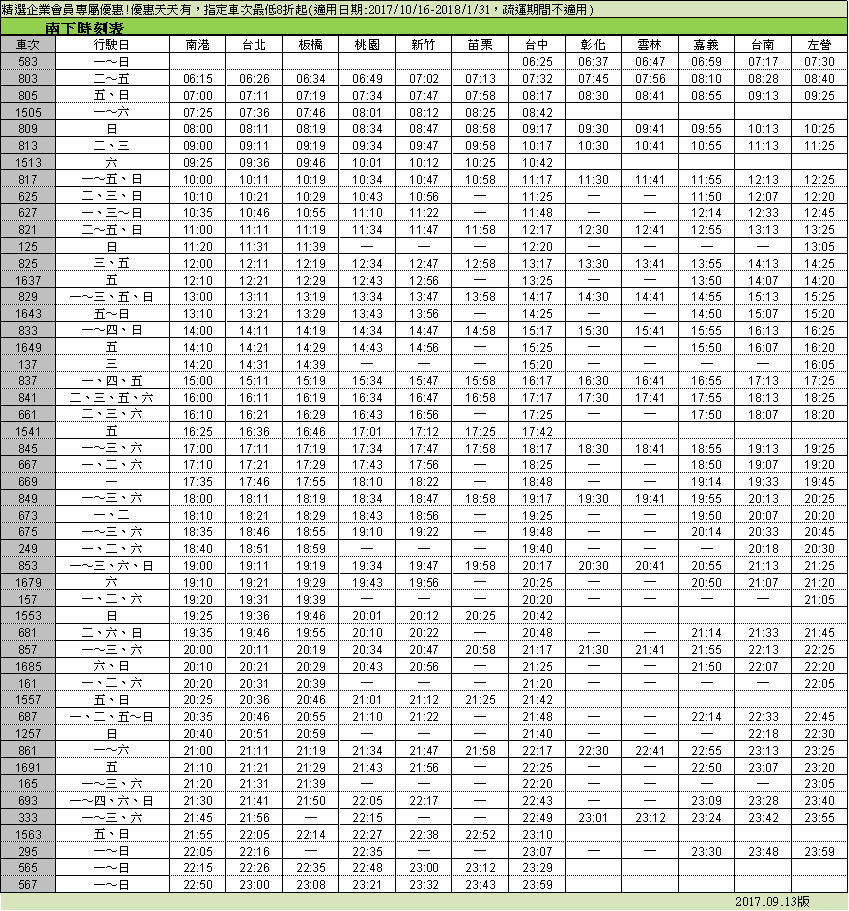 精選企業會員專屬優惠!優惠天天有，指定車次最低8折起(適用日期:2017/10/16-2018/1/31，疏運期間不適用)
南下時刻表
車次 行駛日 南港 台北 板橋 桃園 新竹 苗栗 台中 彰化 雲林 嘉義 台南 左營
583 一～日 06:25 06:37 06:47 06:59 07:17 07:30
803 二～五 06:15 06:26 06:34 06:49 07:02 07:13 07:32 07:45 07:56 08:10 08:28 08:40
805 五、日 07:00 07:11 07:19 07:34 07:47 07:58 08:17 08:30 08:41 08:55 09:13 09:25
1505 一～六 07:25 07:36 07:46 08:01 08:12 08:25 08:42
809 日 08:00 08:11 08:19 08:34 08:47 08:58 09:17 09:30 09:41 09:55 10:13 10:25
813 二、三 09:00 09:11 09:19 09:34 09:47 09:58 10:17 10:30 10:41 10:55 11:13 11:25
1513 六 09:25 09:36 09:46 10:01 10:12 10:25 10:42
817 一～五、日 10:00 10:11 10:19 10:34 10:47 10:58 11:17 11:30 11:41 11:55 12:13 12:25
625 二、三、日 10:10 10:21 10:29 10:43 10:56 — 11:25 — — 11:50 12:07 12:20
627 一、三～日 10:35 10:46 10:55 11:10 11:22 — 11:48 — — 12:14 12:33 12:45
821 二～五、日 11:00 11:11 11:19 11:34 11:47 11:58 12:17 12:30 12:41 12:55 13:13 13:25
125 日 11:20 11:31 11:39 — — — 12:20 — — — — 13:05
825 三、五 12:00 12:11 12:19 12:34 12:47 12:58 13:17 13:30 13:41 13:55 14:13 14:25
1637 五 12:10 12:21 12:29 12:43 12:56 — 13:25 — — 13:50 14:07 14:20
829 一～三、五、日 13:00 13:11 13:19 13:34 13:47 13:58 14:17 14:30 14:41 14:55 15:13 15:25
1643 五～日 13:10 13:21 13:29 13:43 13:56 — 14:25 — — 14:50 15:07 15:20
833 一～四、日 14:00 14:11 14:19 14:34 14:47 14:58 15:17 15:30 15:41 15:55 16:13 16:25
1649 五 14:10 14:21 14:29 14:43 14:56 — 15:25 — — 15:50 16:07 16:20
137 三 14:20 14:31 14:39 — — — 15:20 — — — — 16:05
837 一、四、五 15:00 15:11 15:19 15:34 15:47 15:58 16:17 16:30 16:41 16:55 17:13 17:25
841 二、三、五、六 16:00 16:11 16:19 16:34 16:47 16:58 17:17 17:30 17:41 17:55 18:13 18:25
661 二、三、六 16:10 16:21 16:29 16:43 16:56 — 17:25 — — 17:50 18:07 18:20
1541 五 16:25 16:36 16:46 17:01 17:12 17:25 17:42
845 一～三、六 17:00 17:11 17:19 17:34 17:47 17:58 18:17 18:30 18:41 18:55 19:13 19:25
667 一、二、六 17:10 17:21 17:29 17:43 17:56 — 18:25 — — 18:50 19:07 19:20
669 一 17:35 17:46 17:55 18:10 18:22 — 18:48 — — 19:14 19:33 19:45
849 一～三、六 18:00 18:11 18:19 18:34 18:47 18:58 19:17 19:30 19:41 19:55 20:13 20:25
673 一、二 18:10 18:21 18:29 18:43 18:56 — 19:25 — — 19:50 20:07 20:20
675 一～三、六 18:35 18:46 18:55 19:10 19:22 — 19:48 — — 20:14 20:33 20:45
249 一、二、六 18:40 18:51 18:59 — — — 19:40 — — — 20:18 20:30
853 一～三、六、日 19:00 19:11 19:19 19:34 19:47 19:58 20:17 20:30 20:41 20:55 21:13 21:25
1679 六 19:10 19:21 19:29 19:43 19:56 — 20:25 — — 20:50 21:07 21:20
157 一、二、六 19:20 19:31 19:39 — — — 20:20 — — — — 21:05
1553 日 19:25 19:36 19:46 20:01 20:12 20:25 20:42
681 二、六、日 19:35 19:46 19:55 20:10 20:22 — 20:48 — — 21:14 21:33 21:45
857 一～三、六 20:00 20:11 20:19 20:34 20:47 20:58 21:17 21:30 21:41 21:55 22:13 22:25
1685 六、日 20:10 20:21 20:29 20:43 20:56 — 21:25 — — 21:50 22:07 22:20
161 一、二、六 20:20 20:31 20:39 — — — 21:20 — — — — 22:05
1557 五、日 20:25 20:36 20:46 21:01 21:12 21:25 21:42
687 一、二、五～日 20:35 20:46 20:55 21:10 21:22 — 21:48 — — 22:14 22:33 22:45
1257 日 20:40 20:51 20:59 — — — 21:40 — — — 22:18 22:30
861 一～六 21:00 21:11 21:19 21:34 21:47 21:58 22:17 22:30 22:41 22:55 23:13 23:25
1691 五 21:10 21:21 21:29 21:43 21:56 — 22:25 — — 22:50 23:07 23:20
165 一～三、六 21:20 21:31 21:39 — — — 22:20 — — — — 23:05
693 一～四、六、日 21:30 21:41 21:50 22:05 22:17 — 22:43 — — 23:09 23:28 23:40
333 一～三、六 21:45 21:56 — 22:15 — — 22:49 23:01 23:12 23:24 23:42 23:55
1563 五、日 21:55 22:05 22:14 22:27 22:38 22:52 23:10
295 一～日 22:05 22:16 — 22:35 — — 23:07 — — 23:30 23:48 23:59
565 一～日 22:15 22:26 22:35 22:48 23:00 23:12 23:29
567 一～日 22:50 23:00 23:08 23:21 23:32 23:43 23:59
2017.09.13版